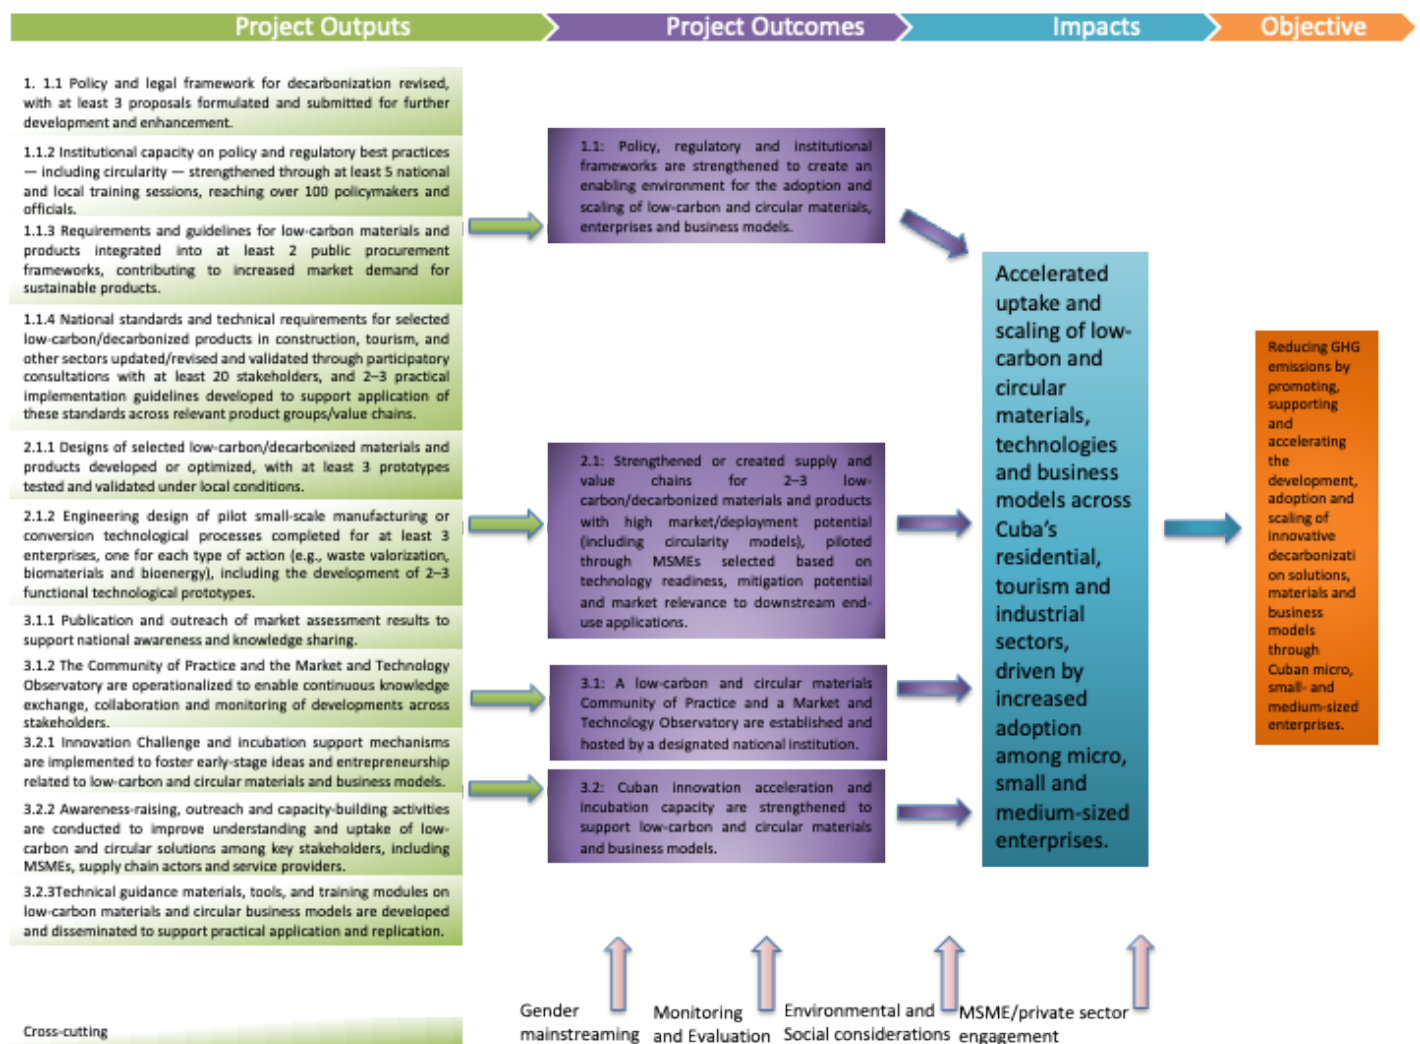 Project Outputs
Project Outcomes
Impacts
Objective
1. 1.1 Policy and legal framework for decarbonization revised,
with at least 3 proposals formulated and submitted for further
development and enhancement.
1.1.2 Institutional capacity on policy and regulatory best practices
— including circularity — strengthened through at least 5 national
and local training sessions, reaching over 100 policymakers and
officials.
1.1.3 Requirements and guidelines for low-carbon materials and
products integrated into at least 2 public procurement
frameworks, contributing to increased market demand for
sustainable products.
1.1.4 National standards and technical requirements for selected
low-carbon/decarbonized products in construction, tourism, and
other sectors updated/revised and validated through participatory
consultations with at least 20 stakeholders, and 2–3 practical
implementation guidelines developed to support application of
these standards across relevant product groups/value chains.
2.1.1 Designs of selected low-carbon/decarbonized materials and
products developed or optimized, with at least 3 prototypes
tested and validated under local conditions.
2.1.2 Engineering design of pilot small-scale manufacturing or
conversion technological processes completed for at least 3
enterprises, one for each type of action (e.g., waste valorization,
biomaterials and bioenergy), including the development of 2–3
functional technological prototypes.
3.1.1 Publication and outreach of market assessment results to
support national awareness and knowledge sharing.
3.1.2 The Community of Practice and the Market and Technology
Observatory are operationalized to enable continuous knowledge
exchange, collaboration and monitoring of developments across
stakeholders.
3.2.1 Innovation Challenge and incubation support mechanisms
are implemented to foster early-stage ideas and entrepreneurship
related to low-carbon and circular materials and business models.
3.2.2 Awareness-raising, outreach and capacity-building activities
are conducted to improve understanding and uptake of low-
carbon and circular solutions among key stakeholders, including
MSMEs, supply chain actors and service providers.
3.2.3Technical guidance materials, tools, and training modules on
low-carbon materials and circular business models are developed
and disseminated to support practical application and replication.
Cross-cutting
1.1: Policy, regulatory and institutional
frameworks are strengthened to create an
enabling environment for the adoption and
scaling of low-carbon and circular materials,
enterprises and business models.
2.1: Strengthened or created supply and
value chains for 2–3 low-
carbon/decarbonized materials and products
with high market/deployment potential
(including circularity models), piloted
through MSMEs selected based on
technology readiness, mitigation potential
and market relevance to downstream end-
use applications.
3.1: A low-carbon and circular materials
Community of Practice and a Market and
Technology Observatory are established and
hosted by a designated national institution.
3.2: Cuban innovation acceleration and
incubation capacity are strengthened to
support low-carbon and circular materials
and business models.
Accelerated
uptake and
scaling of low-
carbon and
circular
materials,
technologies
and business
models across
Cuba's
residential,
tourism and
industrial
sectors,
driven by
increased
adoption
among micro,
small and
medium-sized
enterprises.
Reducing GHG
emissions by
promoting,
supporting
and
accelerating
the
development,
adoption and
scaling of
innovative
decarbonizati
on solutions,
materials and
business
models
through
Cuban micro,
small- and
medium-sized
enterprises.
Gender
mainstreaming
Monitoring
and Evaluation
Environmental and
Social considerations
MSME/private sector
engagement